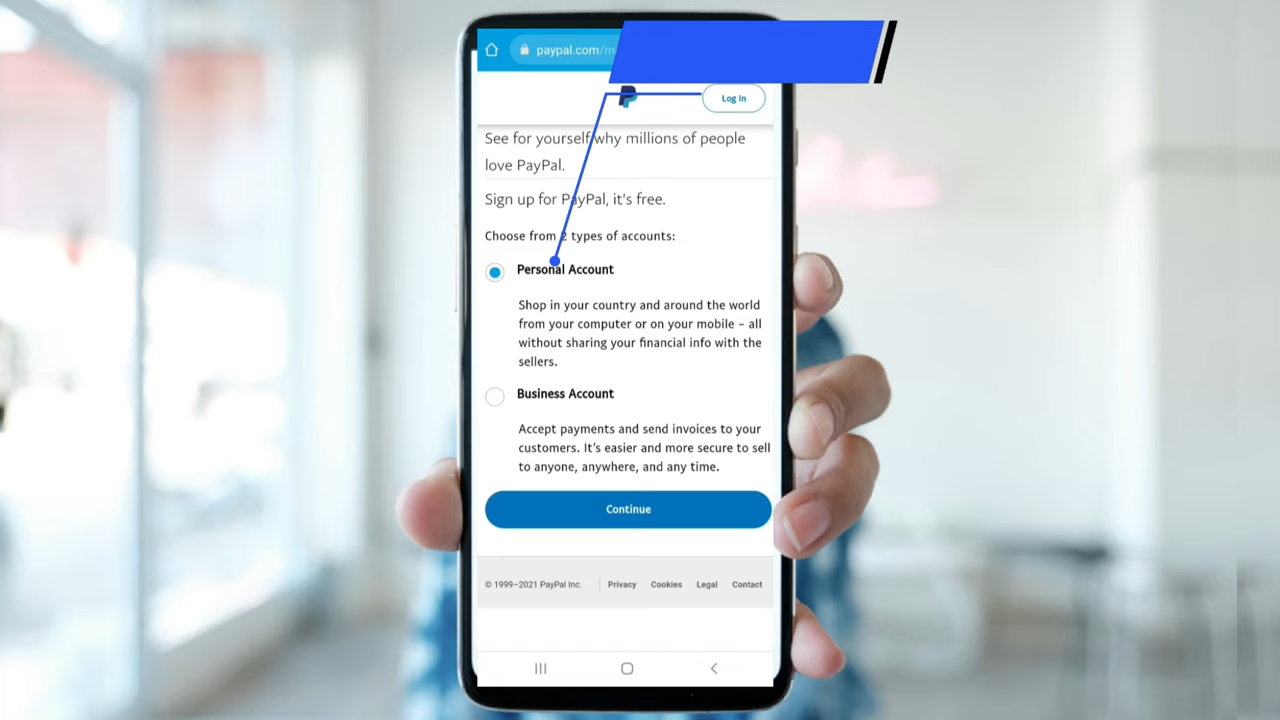 paypal.com/m
Log In
See for yourself why millions of people
love PayPal.
Sign up for PayPal, it's free.
Choose from 2 types of accounts:
Personal Account
Shop in your country and around the world
from your computer or on your mobile – all
without sharing your financial info with the
sellers.
Business Account
Accept payments and send invoices to your
customers. It's easier and more secure to sell
to anyone, anywhere, and any time.
Continue
© 1999–2021 PayPal Inc. Privacy Cookies Legal Contact